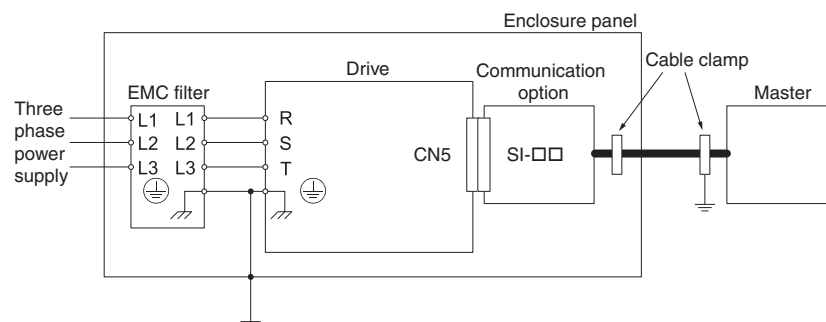 Enclosure panel
Drive
Communication
option
Cable clamp
Master
EMC filter
Three
phase
power
supply
L1 L1 R
L2 L2 S
L3 L3 T
CN5
SI-□□